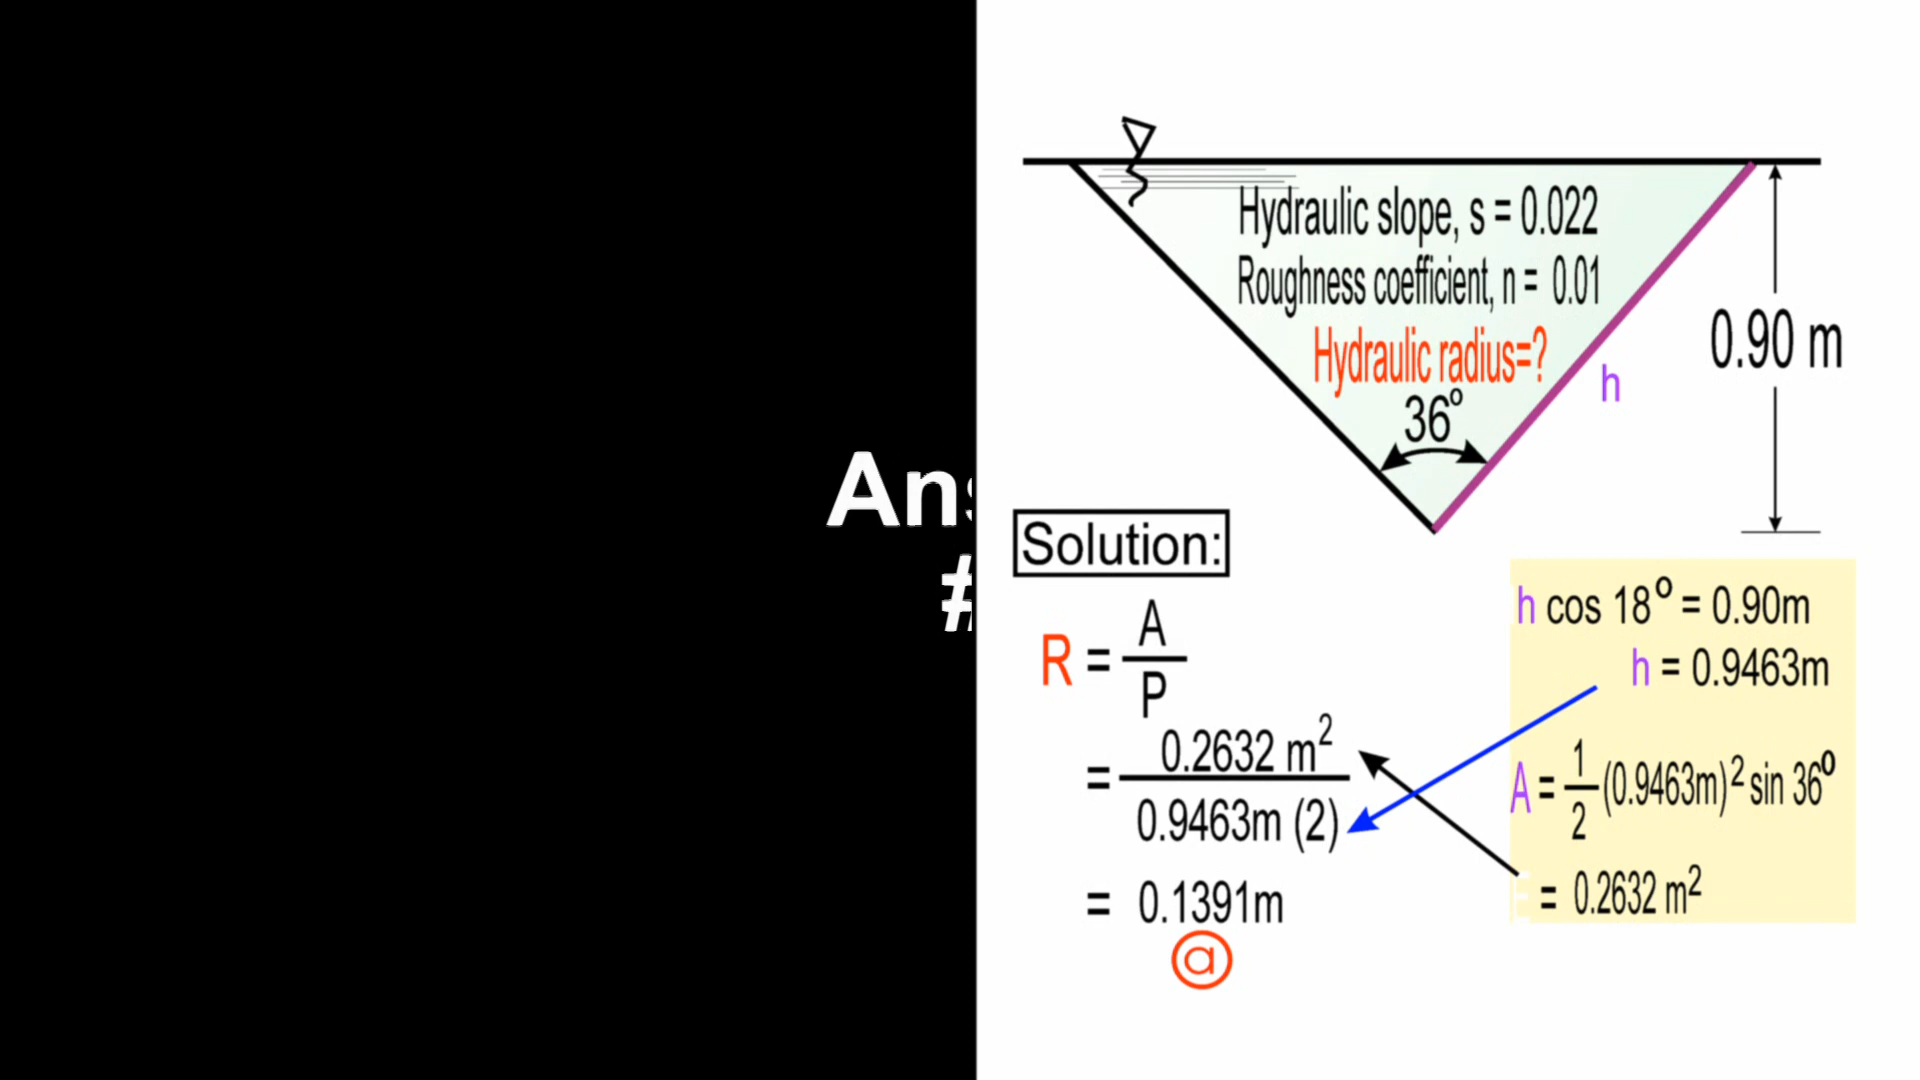 Hydraulic slope, s = 0.022
Roughness coefficient, n = 0.01
Hydraulic radius=?
36°
h
0.90 m
Solution:
R = A/P
= 0.2632 m² / 0.9463m (2)
= 0.1391m
ⓐ
h cos 18° = 0.90m
h = 0.9463m
A = 1/2 (0.9463m)² sin 36°
= 0.2632 m²
#